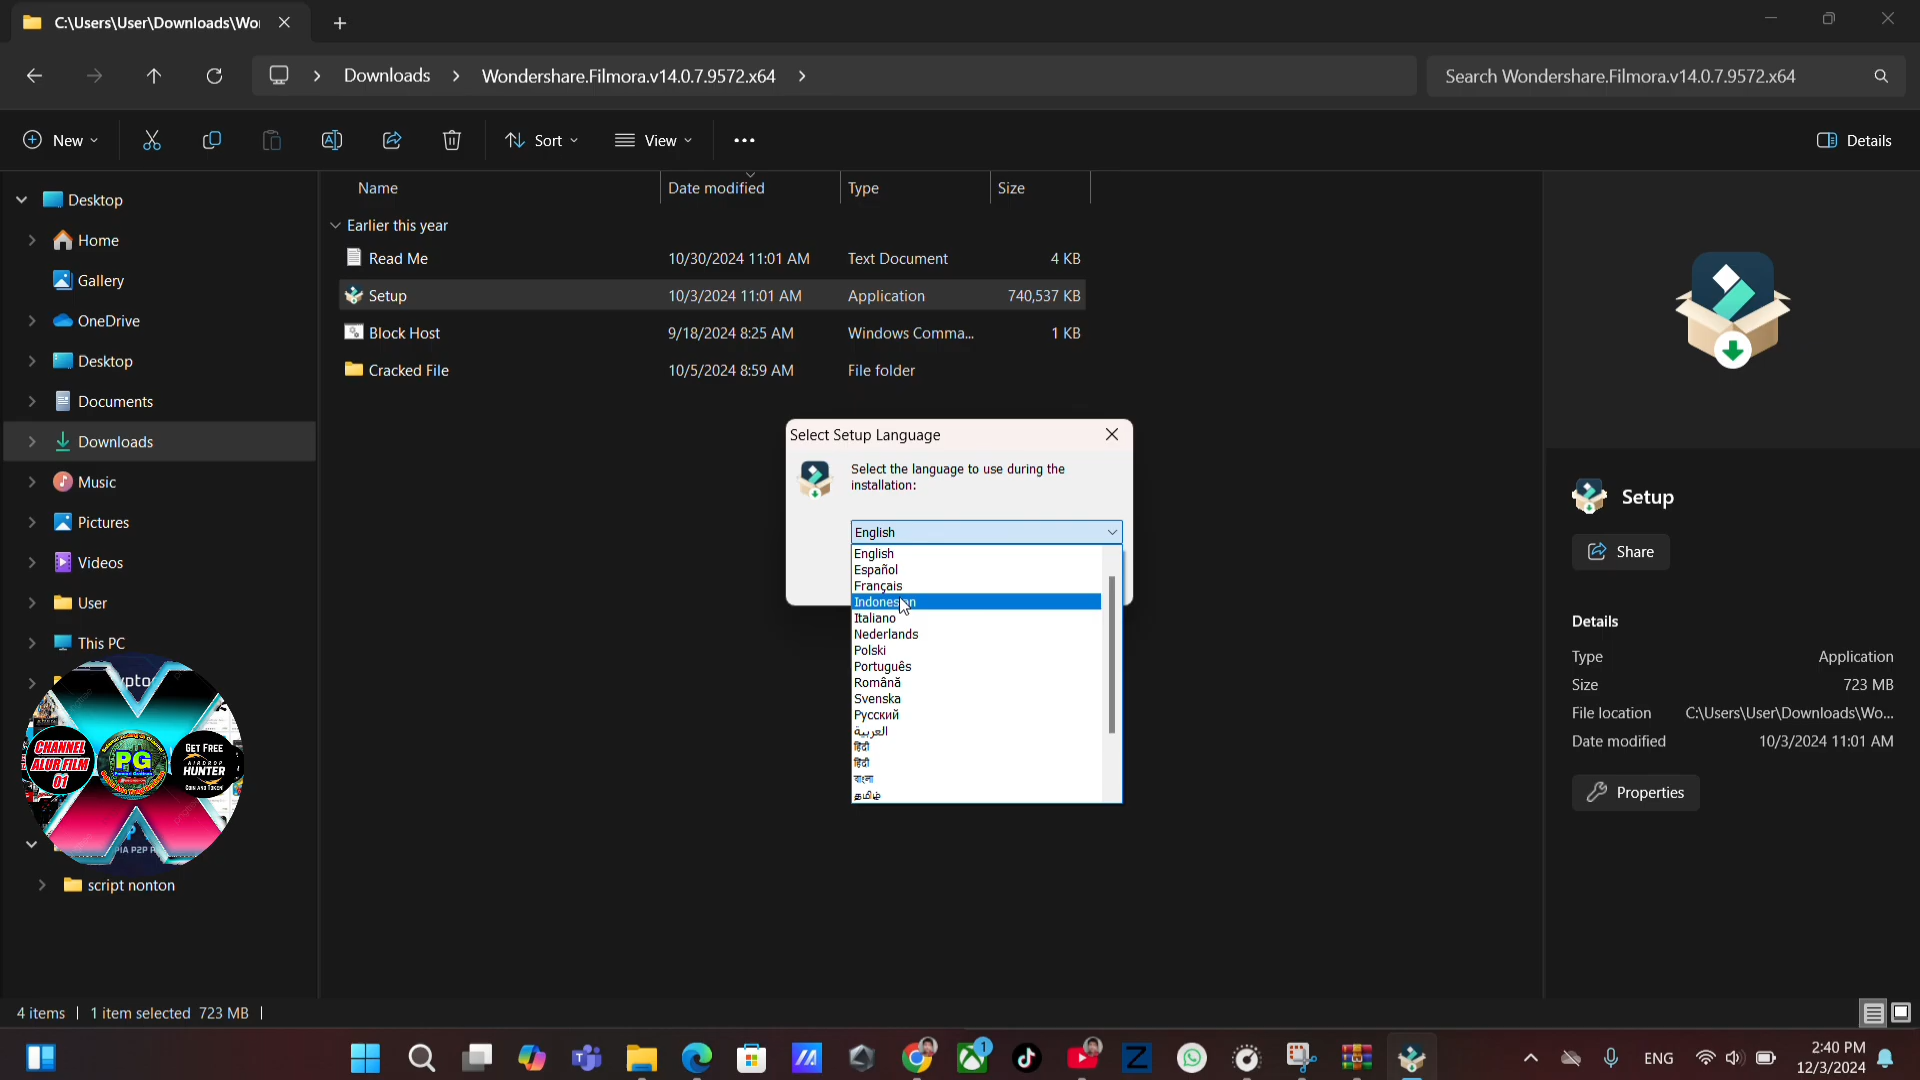 C:\Users\User\Downloads\Wo
Downloads
Wondershare.Filmora.v14.0.7.9572.x64
Search Wondershare.Filmora.v14.0.7.9572.x64
New
Sort
View
Details
Name
Date modified
Type
Size
Earlier this year
Read Me
10/30/2024 11:01 AM
Text Document
4 KB
Setup
10/3/2024 11:01 AM
Application
740,537 KB
Block Host
9/18/2024 8:25 AM
Windows Comma...
1 KB
Cracked File
10/5/2024 8:59 AM
File folder
Desktop
Home
Gallery
OneDrive
Desktop
Documents
Downloads
Music
Pictures
Videos
User
This PC
script nonton
CHANNEL
ALUR FILM
01
PG
GET FREE
AIRDROP
HUNTER
COIN AND TOKEN
Select Setup Language
Select the language to use during the
installation:
English
English
Español
Français
Indonesian
Italiano
Nederlands
Polski
Português
Română
Svenska
Русский
العربية
हिंदी
हिंदी
বাংলা
தமிழ்
Setup
Share
Details
Type
Application
Size
723 MB
File location
C:\Users\User\Downloads\Wo...
Date modified
10/3/2024 11:01 AM
Properties
4 items
1 item selected 723 MB
1
ENG
2:40 PM
12/3/2024